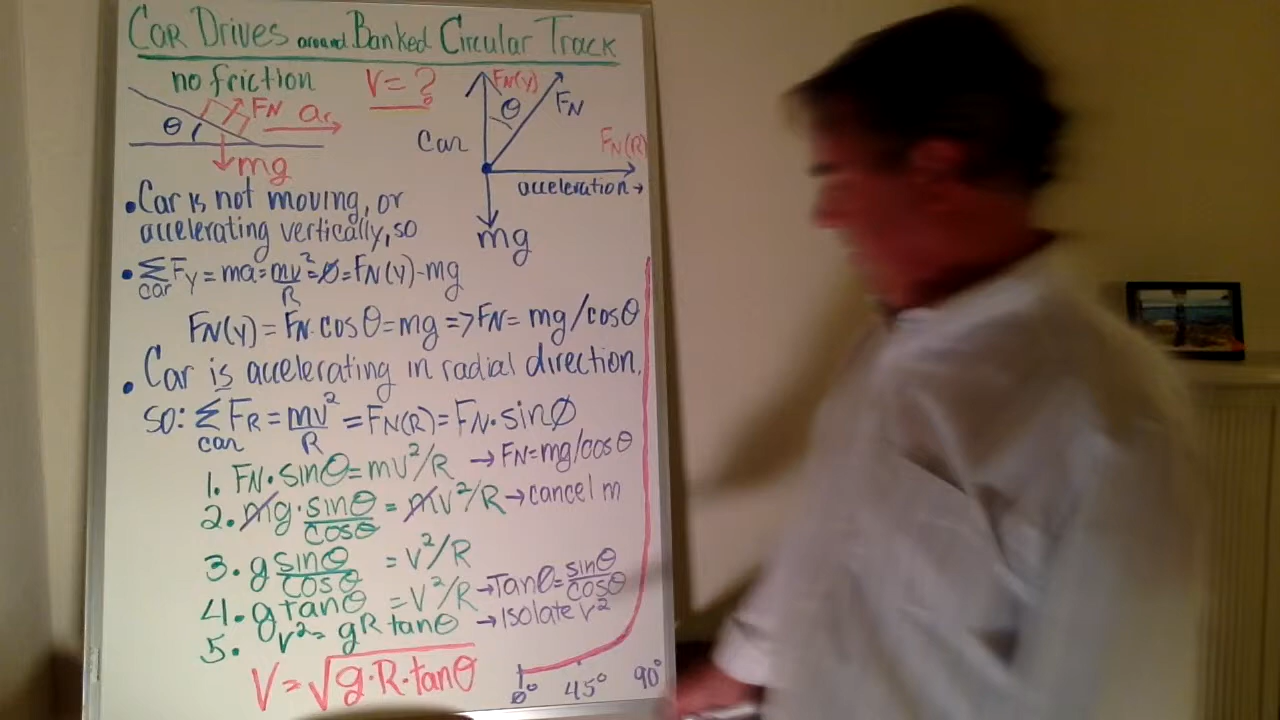 Car Drives around Banked Circular Track
no friction
V = ?
θ
FN
ar
mg
FN(Y)
θ
FN
Car
FN(R)
acceleration →
mg
• Car is not moving, or
accelerating vertically, so
• Σ FY = ma = mv²/R = 0 = FN(Y) - mg
car
FN(Y) = FN · cosθ = mg => FN = mg/cosθ
• Car is accelerating in radial direction,
so: Σ FR = mv²/R = FN(R) = FN · sinØ
car
1. FN · sinθ = mv²/R → FN = mg/cosθ
2. mg · sinθ/cosθ = mv²/R → cancel m
3. g sinθ/cosθ = v²/R
4. g tanθ = v²/R → Tanθ = sinθ/cosθ
5. v² = gR tanθ → Isolate v²
V = √g·R·tanθ
0° 45° 90°